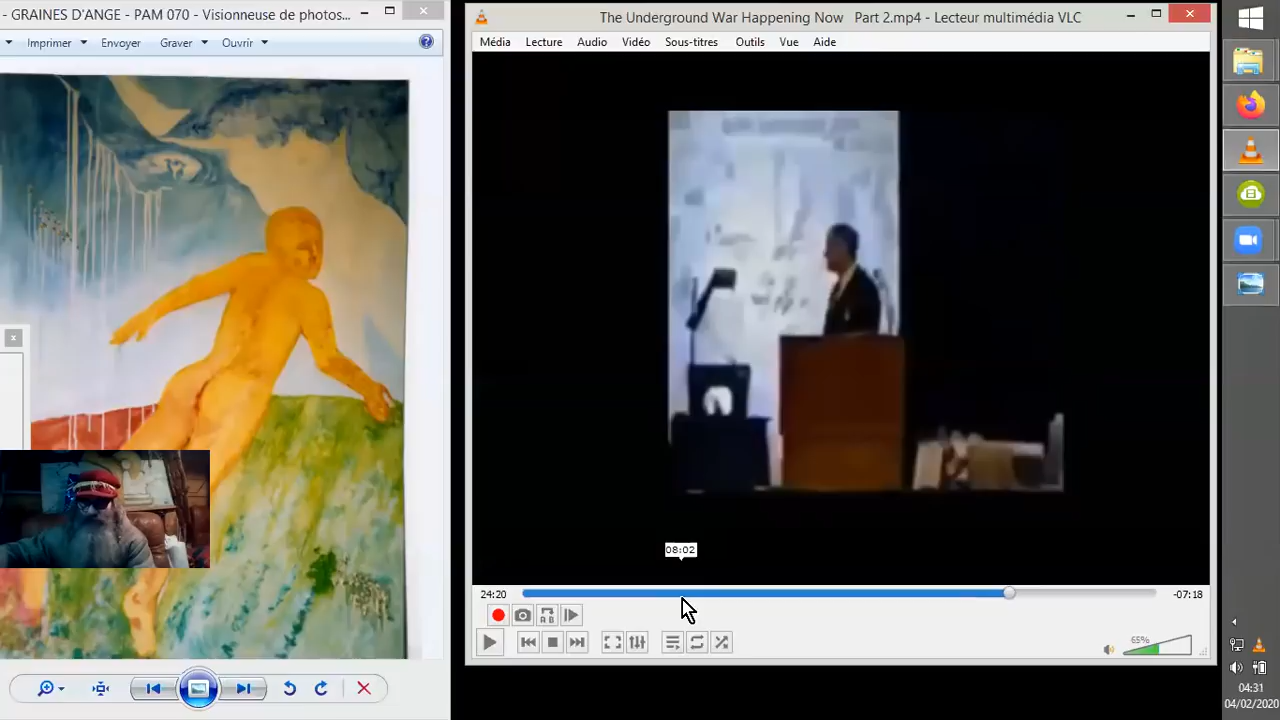 - GRAINES D'ANGE - PAM 070 - Visionneuse de photos...
Imprimer Envoyer Graver Ouvrir
The Underground War Happening Now Part 2.mp4 - Lecteur multimédia VLC
Média Lecture Audio Vidéo Sous-titres Outils Vue Aide
08:02
24:20
-07:18
65%
04:31
04/02/2020